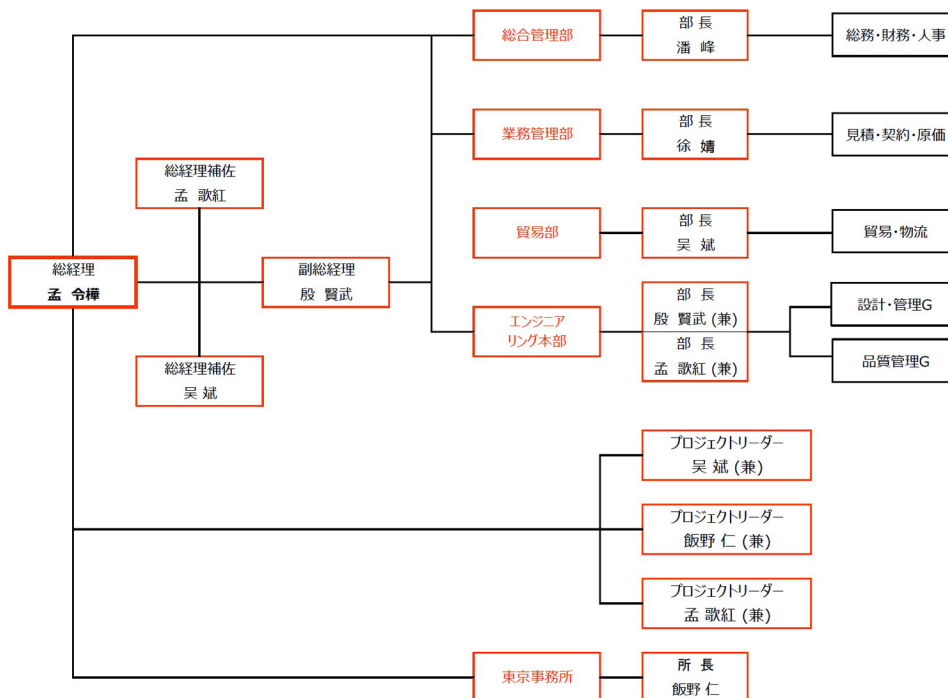 総合管理部
部 長
潘 峰
総務・財務・人事
業務管理部
部 長
徐 婧
見積・契約・原価
総経理補佐
孟 歌紅
貿易部
部 長
吴 斌
貿易・物流
総経理
孟 令樺
副総経理
殷 賢武
エンジニア
リング本部
部 長
殷 賢武 (兼)
部 長
孟 歌紅 (兼)
設計・管理G
品質管理G
総経理補佐
吴 斌
プロジェクトリーダー
吴 斌 (兼)
プロジェクトリーダー
飯野 仁 (兼)
プロジェクトリーダー
孟 歌紅 (兼)
東京事務所
所 長
飯野 仁